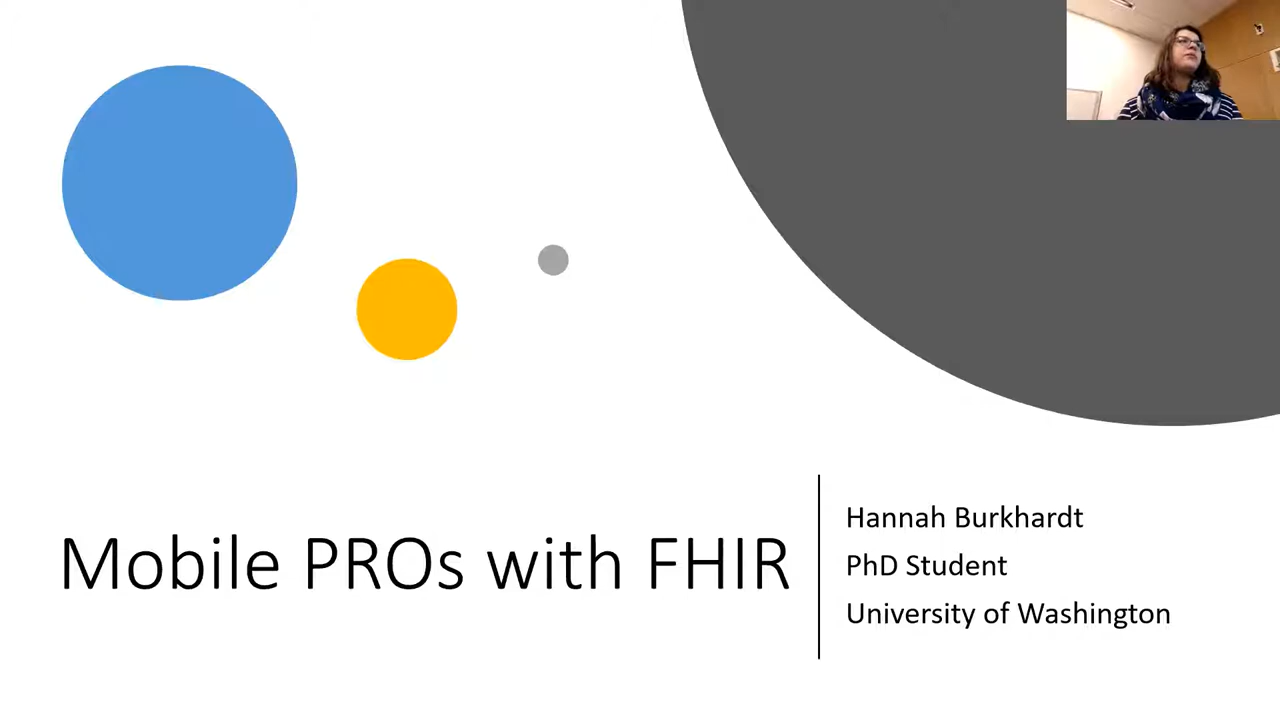 Mobile PROs with FHIR
Hannah Burkhardt
PhD Student
University of Washington